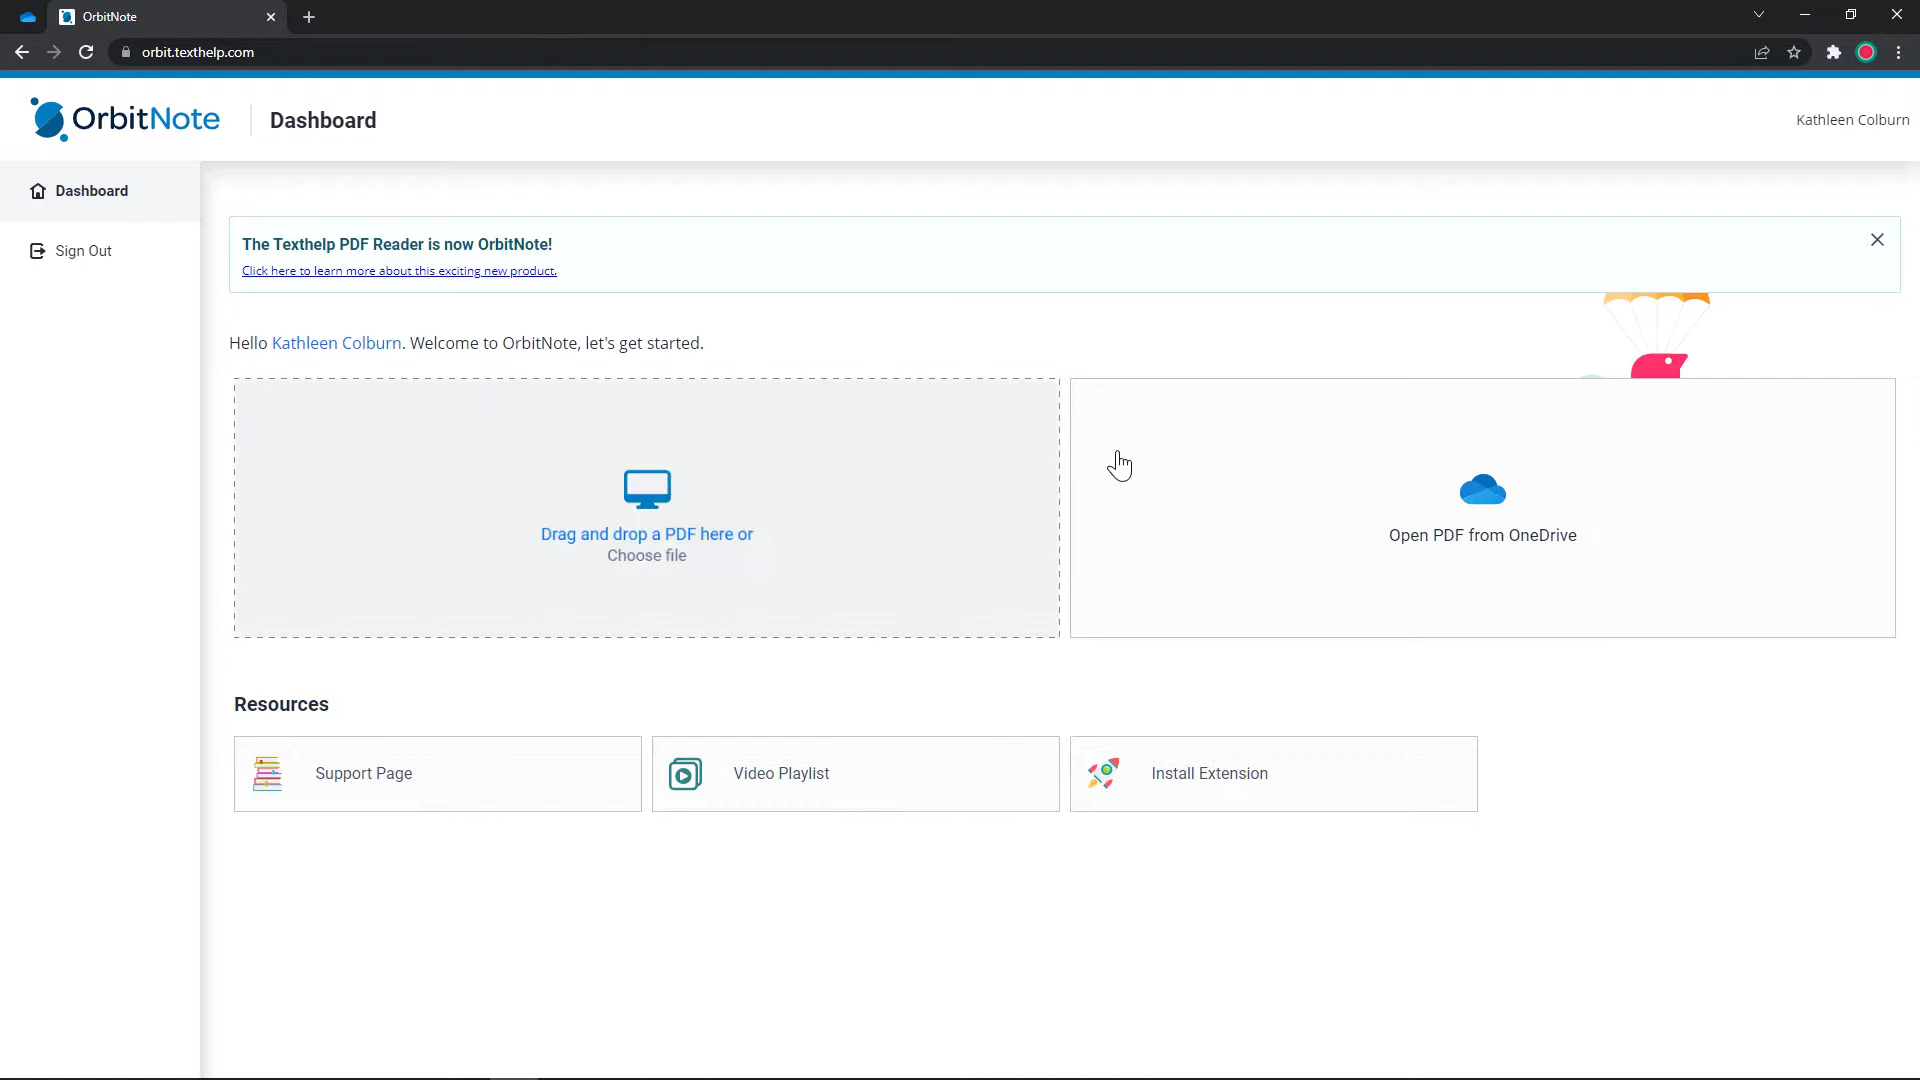 OrbitNote
orbit.texthelp.com
OrbitNote
Dashboard
Kathleen Colburn
Dashboard
Sign Out
The Texthelp PDF Reader is now OrbitNote!
Click here to learn more about this exciting new product.
Hello Kathleen Colburn. Welcome to OrbitNote, let's get started.
Drag and drop a PDF here or
Choose file
Open PDF from OneDrive
Resources
Support Page
Video Playlist
Install Extension